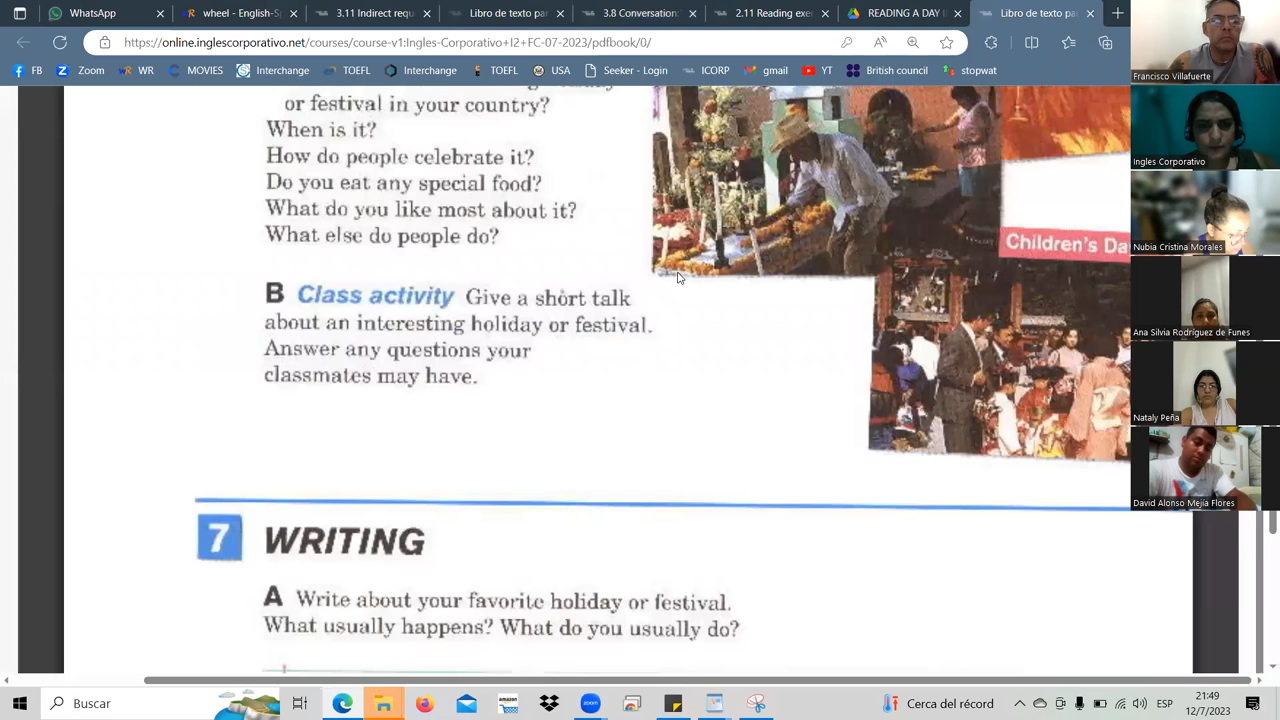 WhatsApp
wheel - English-S
3.11 Indirect requ
Libro de texto par
3.8 Conversation
2.11 Reading exer
READING A DAY I
Libro de texto par
https://online.inglescorporativo.net/courses/course-v1:Ingles-Corporativo+I2+FC-07-2023/pdfbook/0/
FB
Zoom
WR
MOVIES
Interchange
TOEFL
Interchange
TOEFL
USA
Seeker - Login
ICORP
gmail
YT
British council
stopwat
Francisco Villafuerte
Ingles Corporativo
Nubia Cristina Morales
Ana Silvia Rodríguez de Funes
Nataly Peña
David Alonso Mejía Flores
or festival in your country?
When is it?
How do people celebrate it?
Do you eat any special food?
What do you like most about it?
What else do people do?
Children's Da
B Class activity Give a short talk
about an interesting holiday or festival.
Answer any questions your
classmates may have.
7 WRITING
A Write about your favorite holiday or festival.
What usually happens? What do you usually do?
Buscar
amazon
Cerca del récord
ESP
21:49
12/7/2023